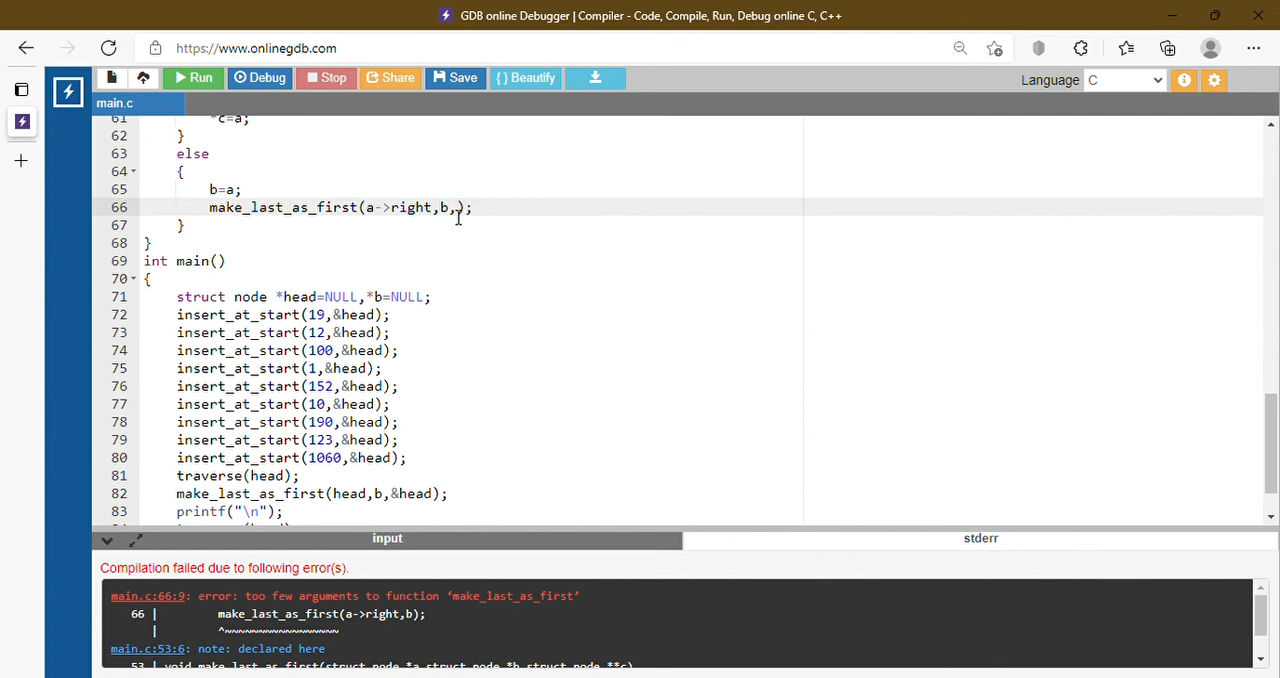 GDB online Debugger | Compiler - Code, Compile, Run, Debug online C, C++
https://www.onlinegdb.com
Run Debug Stop Share Save { } Beautify Language C
main.c
61 *c=a;
62 }
63 else
64 {
65 b=a;
66 make_last_as_first(a->right,b,);
67 }
68 }
69 int main()
70 {
71 struct node *head=NULL,*b=NULL;
72 insert_at_start(19,&head);
73 insert_at_start(12,&head);
74 insert_at_start(100,&head);
75 insert_at_start(1,&head);
76 insert_at_start(152,&head);
77 insert_at_start(10,&head);
78 insert_at_start(190,&head);
79 insert_at_start(123,&head);
80 insert_at_start(1060,&head);
81 traverse(head);
82 make_last_as_first(head,b,&head);
83 printf("\n");
input stderr
Compilation failed due to following error(s).
main.c:66:9: error: too few arguments to function ‘make_last_as_first’
66 | make_last_as_first(a->right,b);
| ^~~~~~~~~~~~~~~~~~
main.c:53:6: note: declared here
53 | void make_last_as_first(struct node *a,struct node *b,struct node **c)